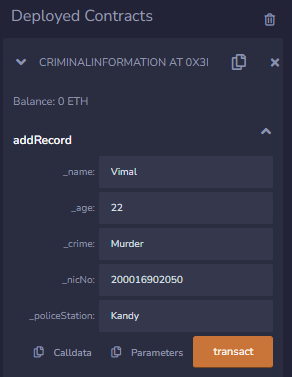 Deployed Contracts
CRIMINALINFORMATION AT 0X3I
Balance: 0 ETH
addRecord
_name: Vimal
_age: 22
_crime: Murder
_nicNo: 200016902050
_policeStation: Kandy
Calldata Parameters transact